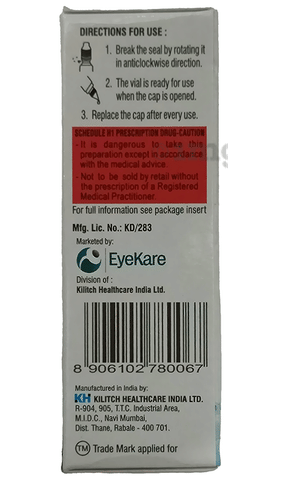 DIRECTIONS FOR USE :
1. Break the seal by rotating it
in anticlockwise direction.
2. The vial is ready for use
when the cap is opened.
3. Replace the cap after every use.
SCHEDULE H1 PRESCRIPTION DRUG-CAUTION
- It is dangerous to take this
preparation except in accordance
with the medical advice.
- Not to be sold by retail without
the prescription of a Registered
Medical Practitioner.
For full information see package insert
Mfg. Lic. No.: KD/283
Marketed by:
EyeKare
Division of :
Kilitch Healthcare India Ltd.
8 906102 780067
Manufactured in India by:
KH KILITCH HEALTHCARE INDIA LTD.
R-904, 905, T.T.C. Industrial Area,
M.I.D.C., Navi Mumbai,
Dist. Thane, Rabale - 400 701.
TM Trade Mark applied for